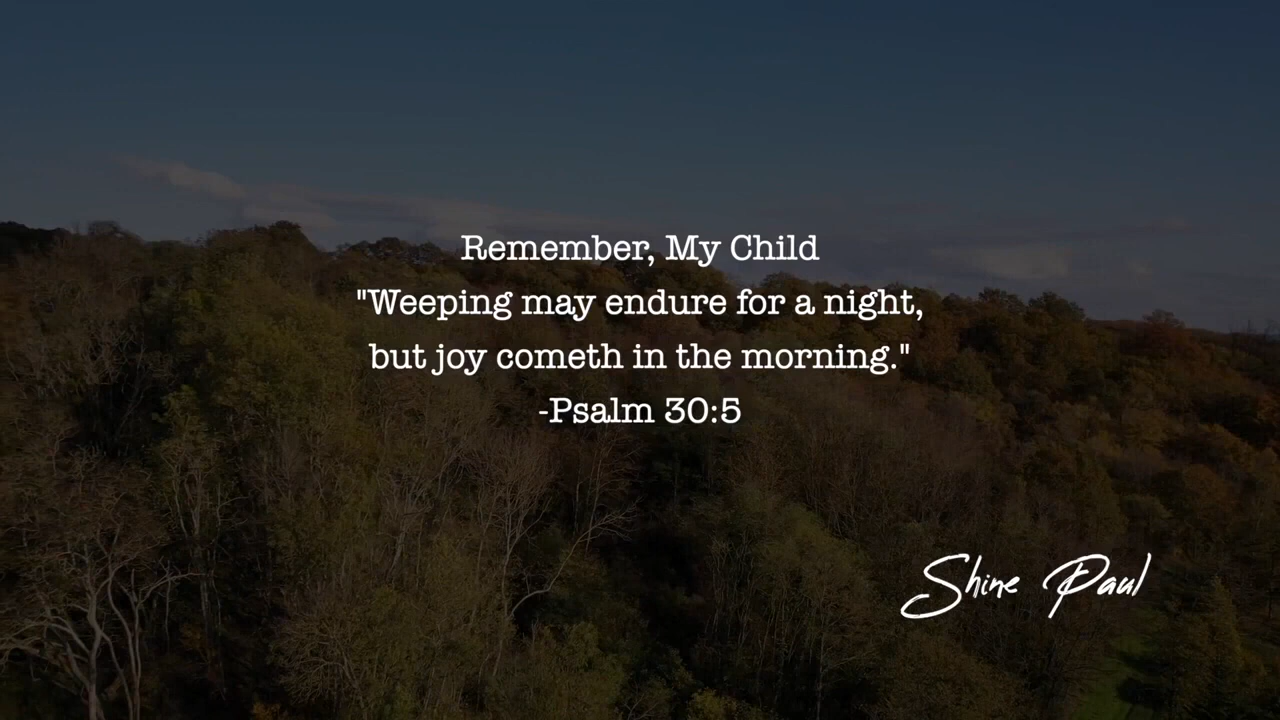 Remember, My Child
"Weeping may endure for a night,
but joy cometh in the morning."
-Psalm 30:5
Shine Paul